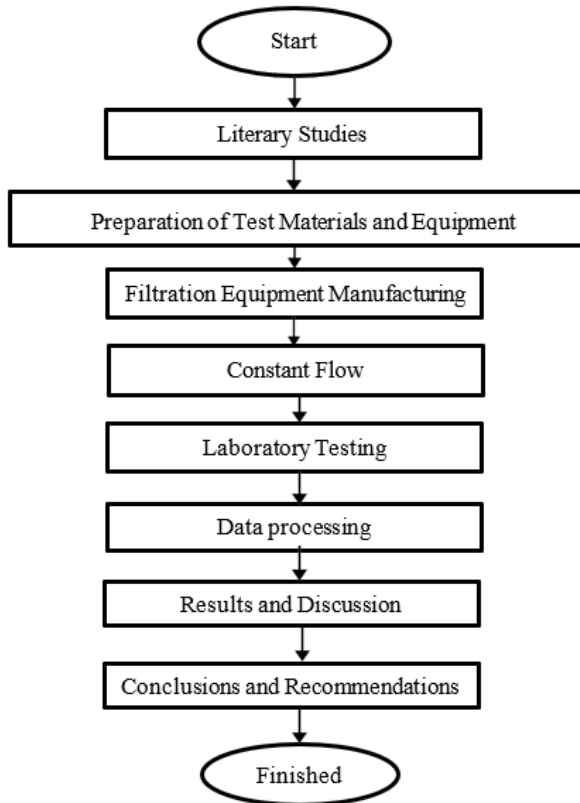 Start
Literary Studies
Preparation of Test Materials and Equipment
Filtration Equipment Manufacturing
Constant Flow
Laboratory Testing
Data processing
Results and Discussion
Conclusions and Recommendations
Finished